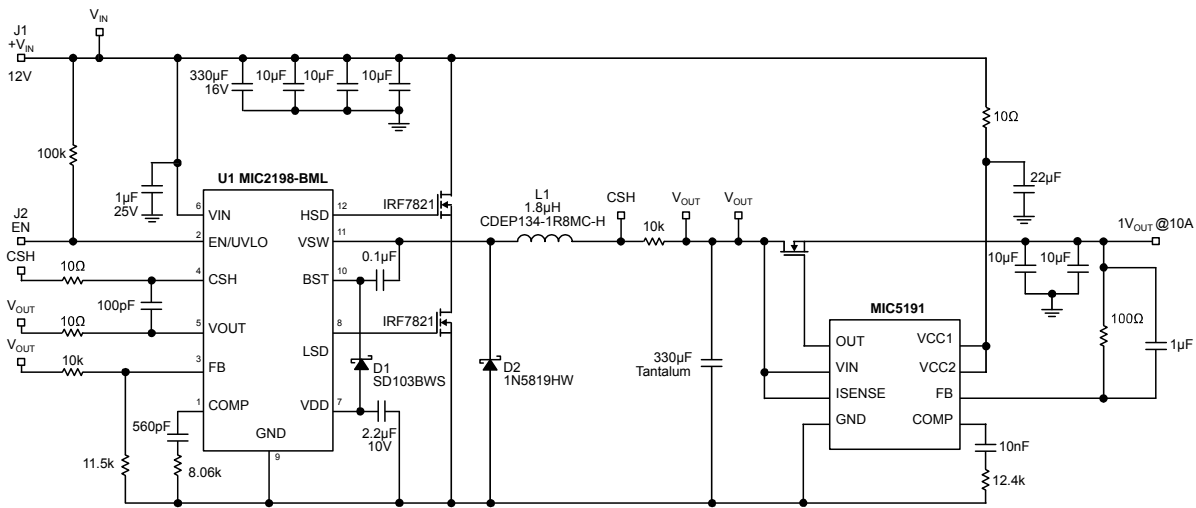 J1
+VIN
12V
VIN
330µF
16V
10µF
10µF
10µF
10Ω
100k
1µF
25V
22µF
U1 MIC2198-BML
J2
EN
CSH
10Ω
100pF
VOUT
10Ω
VOUT
10k
6
VIN
2
EN/UVLO
4
CSH
5
VOUT
3
FB
1
COMP
GND
9
HSD
12
VSW
11
BST
10
8
LSD
VDD
7
560pF
8.06k
11.5k
IRF7821
0.1µF
IRF7821
D1
SD103BWS
2.2µF
10V
D2
1N5819HW
L1
1.8µH
CDEP134-1R8MC-H
CSH
10k
VOUT
VOUT
330µF
Tantalum
1VOUT @10A
10µF
10µF
100Ω
1µF
MIC5191
OUT
VIN
ISENSE
GND
VCC1
VCC2
FB
COMP
10nF
12.4k